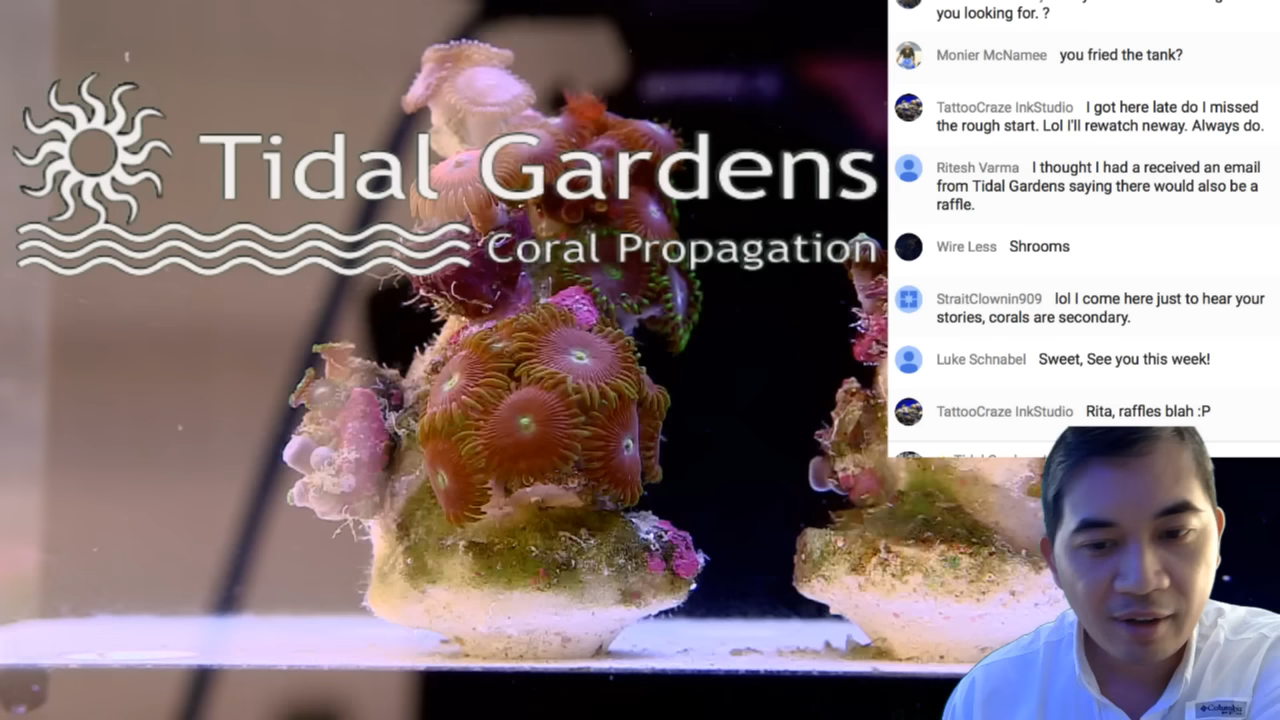 Tidal Gardens
Coral Propagation
you looking for. ?
Monier McNamee you fried the tank?
TattooCraze InkStudio I got here late do I missed
the rough start. Lol I'll rewatch neway. Always do.
Ritesh Varma I thought I had a received an email
from Tidal Gardens saying there would also be a
raffle.
Wire Less Shrooms
StraitClownin909 lol I come here just to hear your
stories, corals are secondary.
Luke Schnabel Sweet, See you this week!
TattooCraze InkStudio Rita, raffles blah :P
Columbia